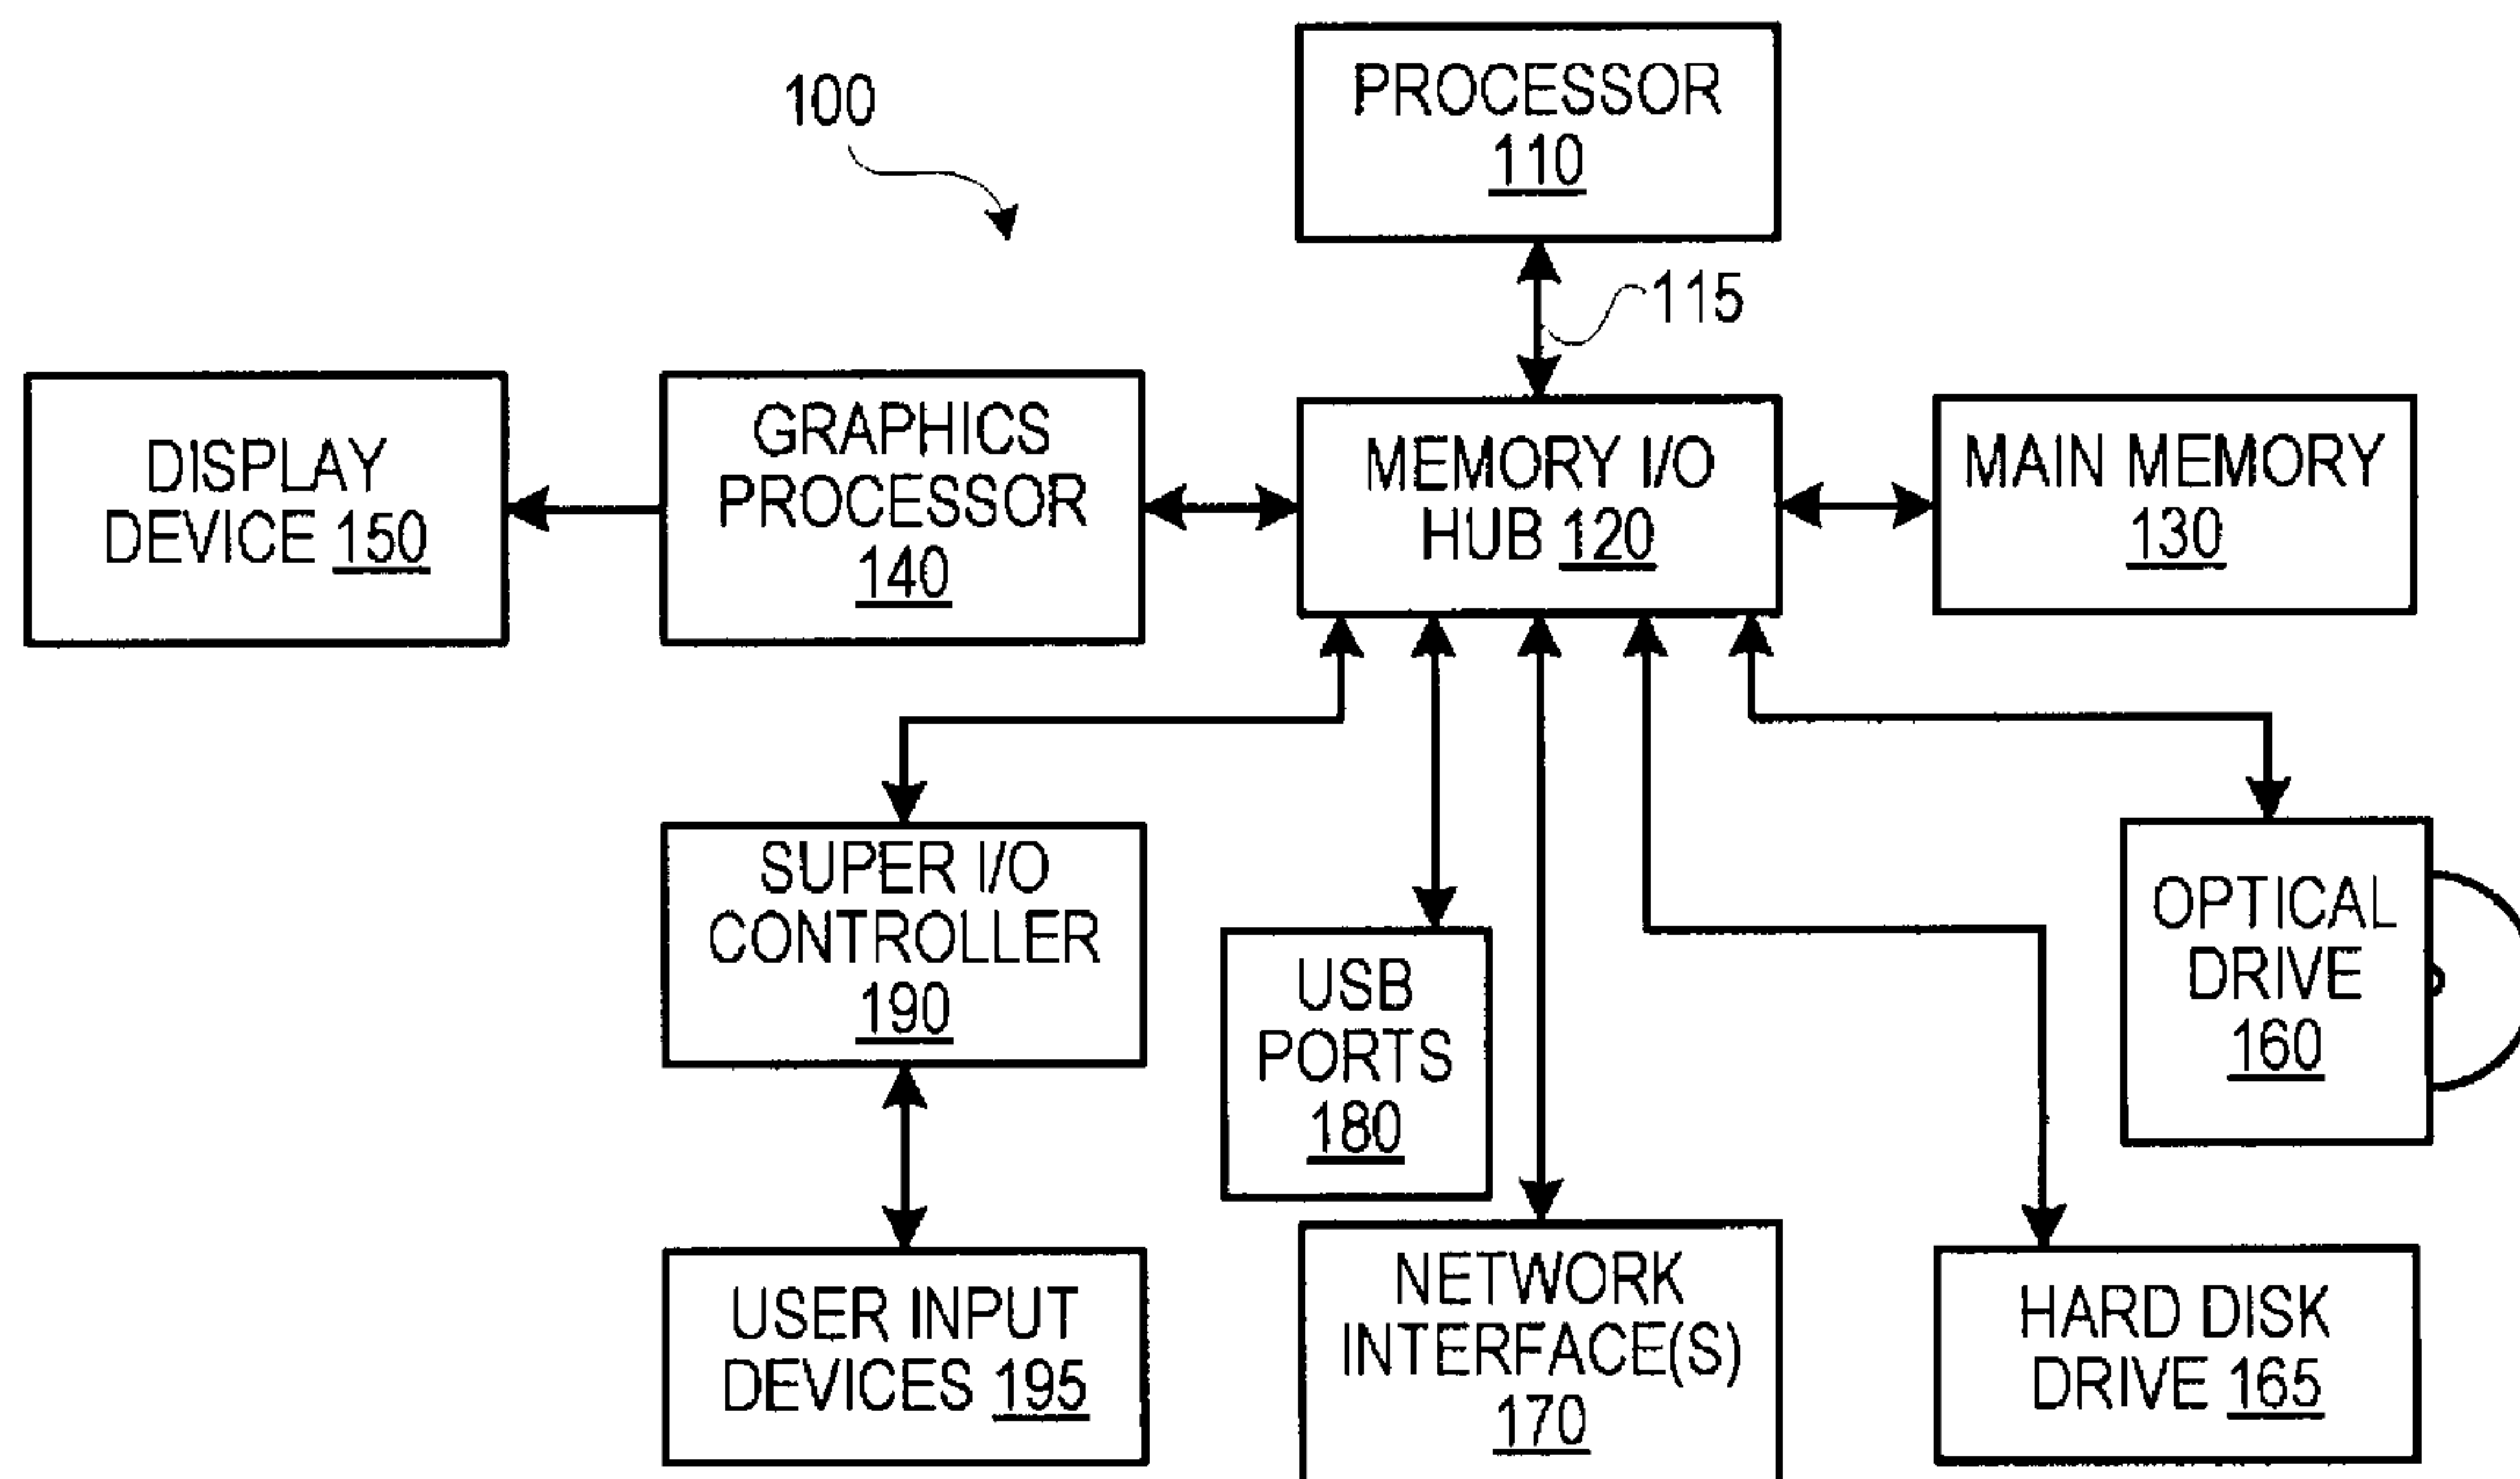 100
PROCESSOR
110
115
DISPLAY
DEVICE 150
GRAPHICS
PROCESSOR
140
MEMORY I/O
HUB 120
MAIN MEMORY
130
SUPER I/O
CONTROLLER
190
USB
PORTS
180
OPTICAL
DRIVE
160
USER INPUT
DEVICES 195
NETWORK
INTERFACE(S)
170
HARD DISK
DRIVE 165